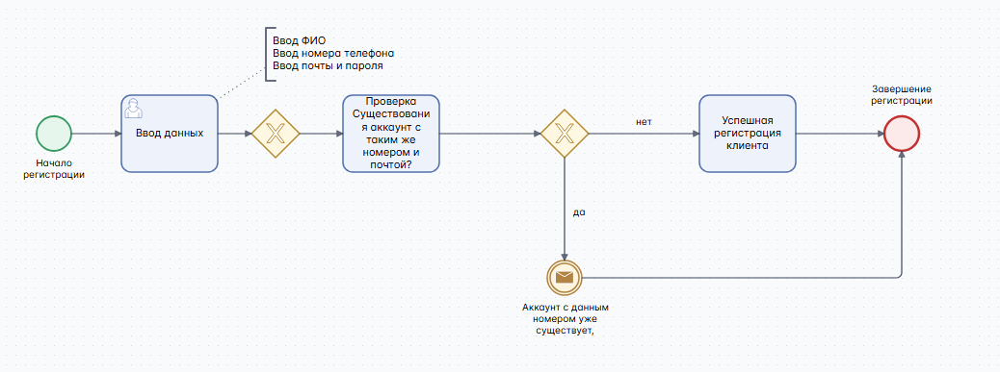 Ввод ФИО
Ввод номера телефона
Ввод почты и пароля
Начало
регистрации
Ввод данных
Проверка
Существовани
я аккаунт с
таким же
номером и
почтой?
нет
да
Аккаунт с данным
номером уже
существует,
Успешная
регистрация
клиента
Завершение
регистрации